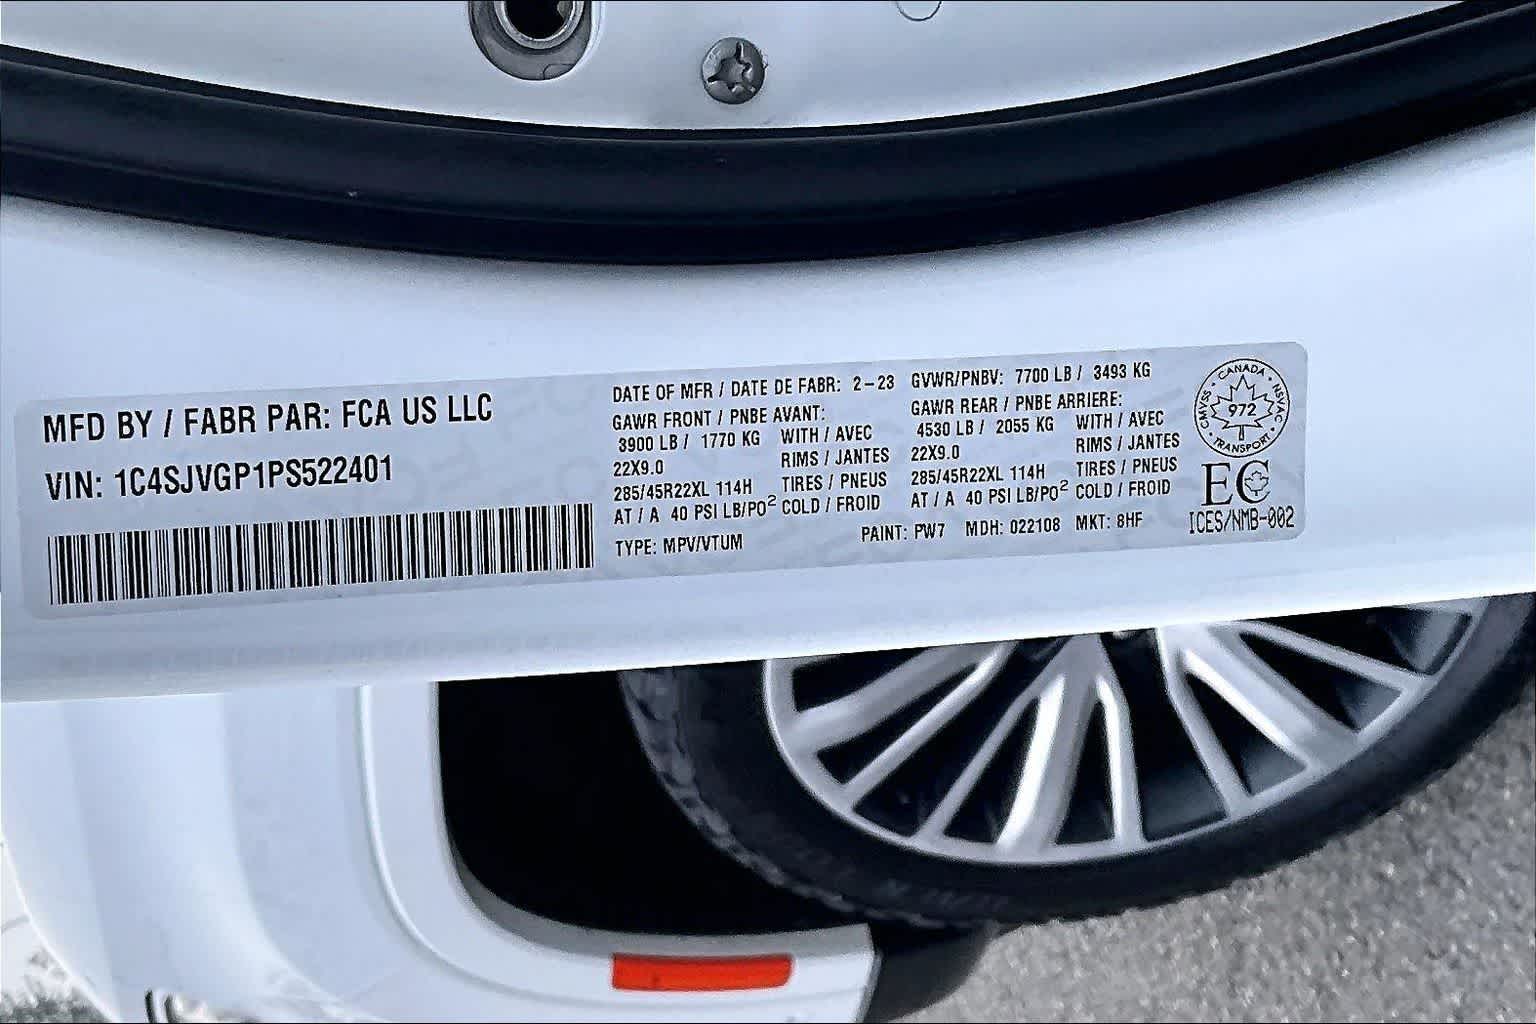 MFD BY / FABR PAR: FCA US LLC
VIN: 1C4SJVGP1PS522401
DATE OF MFR / DATE DE FABR: 2-23
GAWR FRONT / PNBE AVANT:
3900 LB / 1770 KG WITH / AVEC
22X9.0 RIMS / JANTES
285/45R22XL 114H TIRES / PNEUS
AT / A 40 PSI LB/PO² COLD / FROID
TYPE: MPV/VTUM
GVWR/PNBV: 7700 LB / 3493 KG
GAWR REAR / PNBE ARRIERE:
4530 LB / 2055 KG WITH / AVEC
22X9.0 RIMS / JANTES
285/45R22XL 114H TIRES / PNEUS
AT / A 40 PSI LB/PO² COLD / FROID
PAINT: PW7 MDH: 022108 MKT: 8HF
CANADA
CMVSS 972 NSVAC
TRANSPORT
EC
ICES/NMB-002